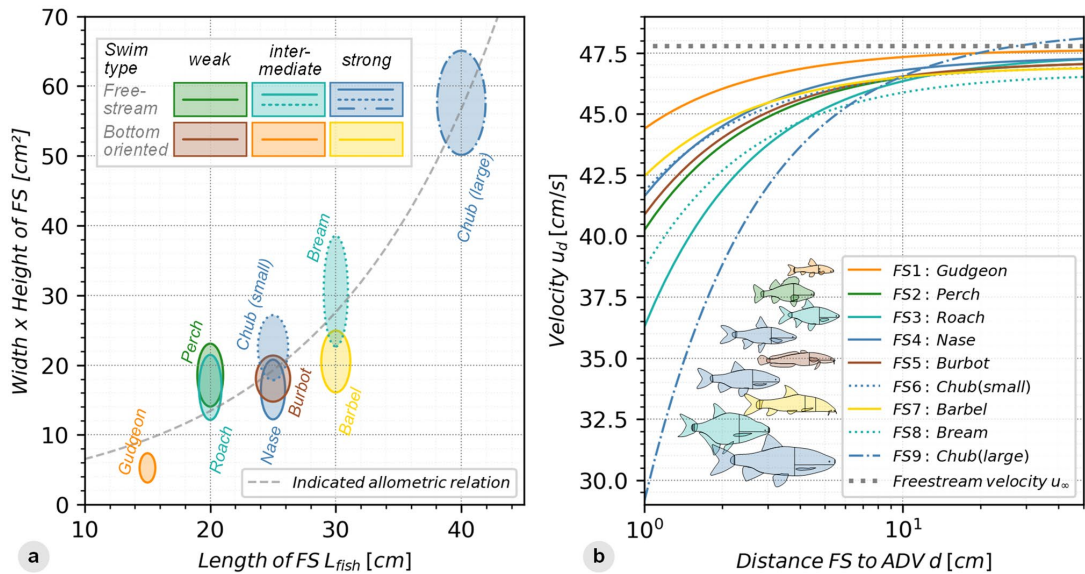 Width x Height of FS [cm²]
70
60
50
40
30
20
10
0
Swim type
weak
inter-mediate
strong
Free-stream
Bottom oriented
Gudgeon
Perch
Roach
Chub (small)
Nase
Burbot
Bream
Barbel
Chub (large)
Indicated allometric relation
10
20
30
40
Length of FS L_fish [cm]
a
Velocity u_d [cm/s]
47.5
45.0
42.5
40.0
37.5
35.0
32.5
30.0
FS1: Gudgeon
FS2: Perch
FS3: Roach
FS4: Nase
FS5: Burbot
FS6: Chub(small)
FS7: Barbel
FS8: Bream
FS9: Chub(large)
Freestream velocity u∞
10⁰
10¹
Distance FS to ADV d [cm]
b